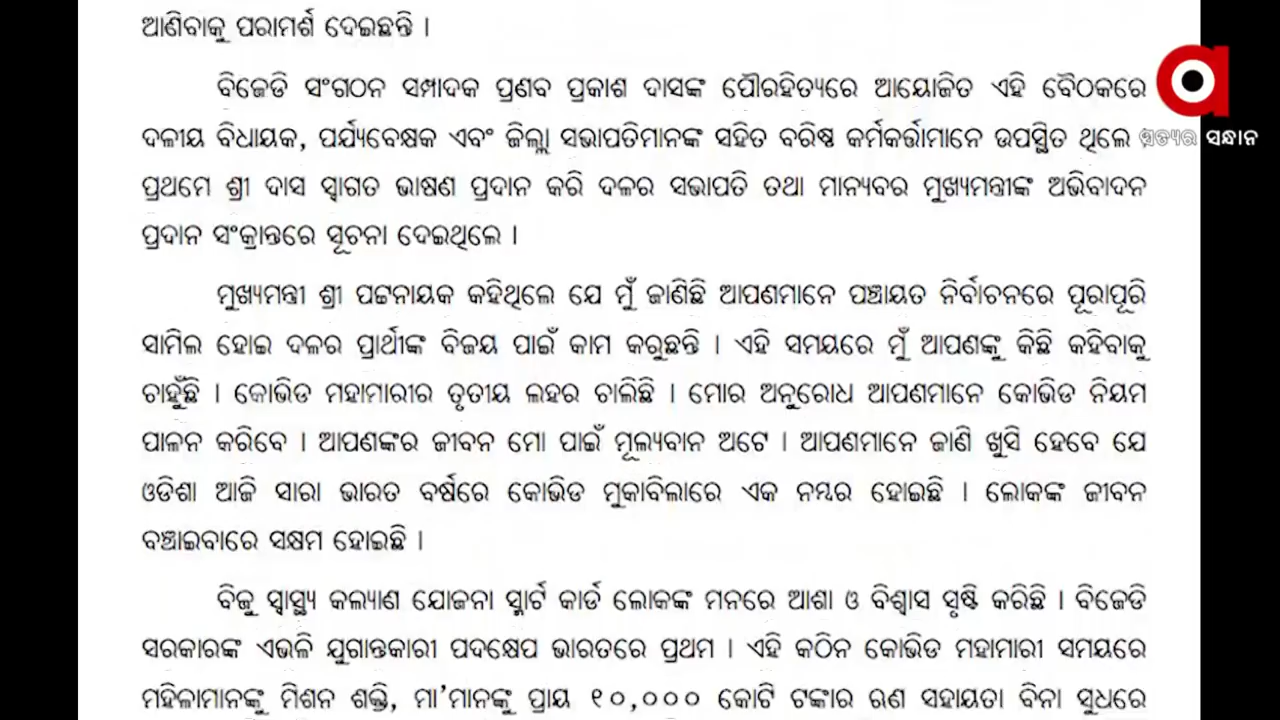 ଆଣିବାକୁ ପରାମର୍ଶ ଦେଇଛନ୍ତି ।
ବିଜେଡି ସଂଗଠନ ସମ୍ପାଦକ ପ୍ରଣବ ପ୍ରକାଶ ଦାସଙ୍କ ପୌରହିତ୍ୟରେ ଆୟୋଜିତ ଏହି ବୈଠକରେ
ଦଳୀୟ ବିଧାୟକ, ପର୍ଯ୍ୟବେକ୍ଷକ ଏବଂ ଜିଲ୍ଲା ସଭାପତିମାନଙ୍କ ସହିତ ବରିଷ୍ଠ କର୍ମକର୍ତ୍ତାମାନେ ଉପସ୍ଥିତ ଥିଲେ ।
ସତ୍ୟର ସନ୍ଧାନ
ପ୍ରଥମେ ଶ୍ରୀ ଦାସ ସ୍ୱାଗତ ଭାଷଣ ପ୍ରଦାନ କରି ଦଳର ସଭାପତି ତଥା ମାନ୍ୟବର ମୁଖ୍ୟମନ୍ତ୍ରୀଙ୍କ ଅଭିବାଦନ
ପ୍ରଦାନ ସଂକ୍ରାନ୍ତରେ ସୂଚନା ଦେଇଥିଲେ ।
ମୁଖ୍ୟମନ୍ତ୍ରୀ ଶ୍ରୀ ପଟ୍ଟନାୟକ କହିଥିଲେ ଯେ ମୁଁ ଜାଣିଛି ଆପଣମାନେ ପଞ୍ଚାୟତ ନିର୍ବାଚନରେ ପୂରାପୂରି
ସାମିଲ ହୋଇ ଦଳର ପ୍ରାର୍ଥୀଙ୍କ ବିଜୟ ପାଇଁ କାମ କରୁଛନ୍ତି । ଏହି ସମୟରେ ମୁଁ ଆପଣଙ୍କୁ କିଛି କହିବାକୁ
ଚାହୁଁଛି । କୋଭିଡ ମହାମାରୀର ତୃତୀୟ ଲହର ଚାଲିଛି । ମୋର ଅନୁରୋଧ ଆପଣମାନେ କୋଭିଡ ନିୟମ
ପାଳନ କରିବେ । ଆପଣଙ୍କର ଜୀବନ ମୋ ପାଇଁ ମୂଲ୍ୟବାନ ଅଟେ । ଆପଣମାନେ ଜାଣି ଖୁସି ହେବେ ଯେ
ଓଡିଶା ଆଜି ସାରା ଭାରତ ବର୍ଷରେ କୋଭିଡ ମୁକାବିଲାରେ ଏକ ନମ୍ବର ହୋଇଛି । ଲୋକଙ୍କ ଜୀବନ
ବଞ୍ଚାଇବାରେ ସକ୍ଷମ ହୋଇଛି ।
ବିଜୁ ସ୍ୱାସ୍ଥ୍ୟ କଲ୍ୟାଣ ଯୋଜନା ସ୍ମାର୍ଟ କାର୍ଡ ଲୋକଙ୍କ ମନରେ ଆଶା ଓ ବିଶ୍ୱାସ ସୃଷ୍ଟି କରିଛି । ବିଜେଡି
ସରକାରଙ୍କ ଏଭଳି ଯୁଗାନ୍ତକାରୀ ପଦକ୍ଷେପ ଭାରତରେ ପ୍ରଥମ । ଏହି କଠିନ କୋଭିଡ ମହାମାରୀ ସମୟରେ
ମହିଳାମାନଙ୍କୁ ମିଶନ ଶକ୍ତି, ମା'ମାନଙ୍କୁ ପ୍ରାୟ ୧୦,୦୦୦ କୋଟି ଟଙ୍କାର ଋଣ ସହାୟତା ବିନା ସୁଧରେ